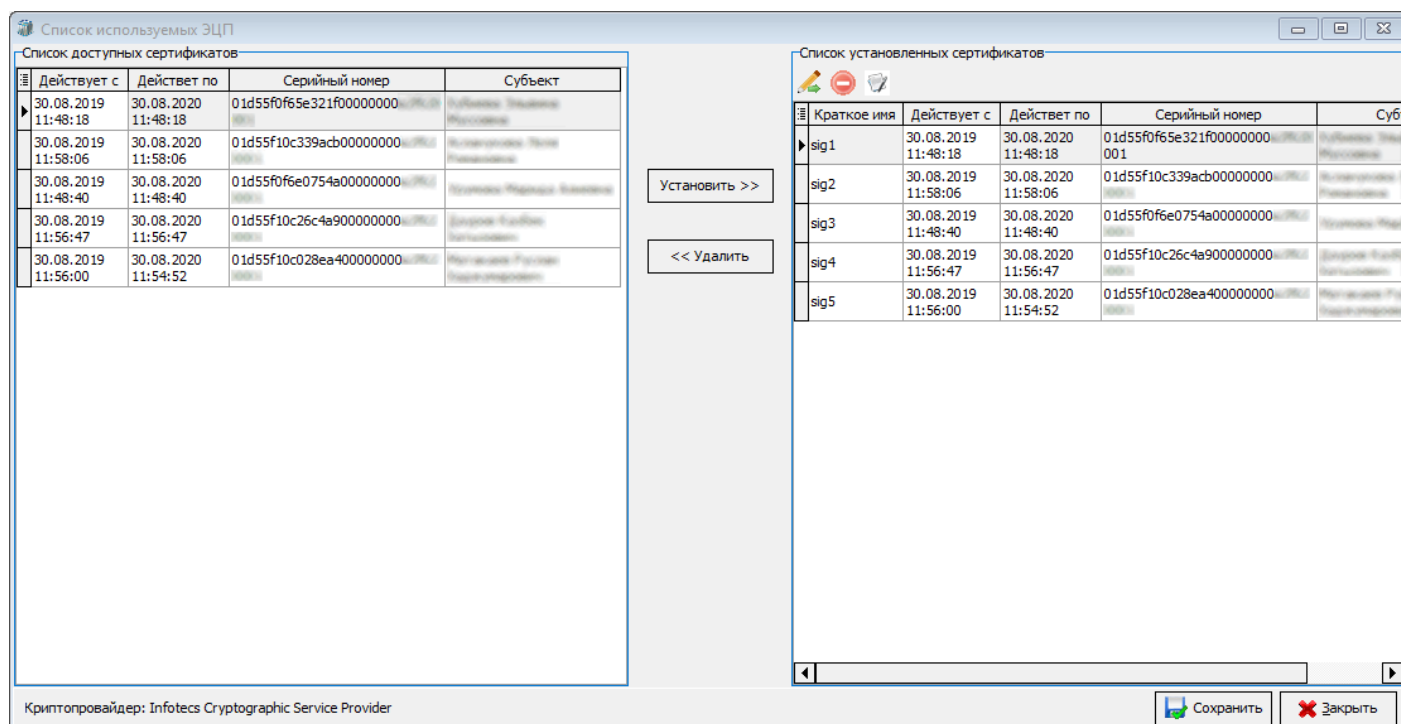 Список используемых ЭЦП
Список доступных сертификатов
Действует с Действет по Серийный номер Субъект
30.08.2019 30.08.2020 01d55f0f65e321f00000000
11:48:18 11:48:18
30.08.2019 30.08.2020 01d55f10c339acb00000000
11:58:06 11:58:06
30.08.2019 30.08.2020 01d55f0f6e0754a00000000
11:48:40 11:48:40
30.08.2019 30.08.2020 01d55f10c26c4a900000000
11:56:47 11:56:47
30.08.2019 30.08.2020 01d55f10c028ea400000000
11:56:00 11:54:52
Установить >>
<< Удалить
Список установленных сертификатов
Краткое имя Действует с Действет по Серийный номер Суб
sig1 30.08.2019 30.08.2020 01d55f0f65e321f00000000
11:48:18 11:48:18 001
sig2 30.08.2019 30.08.2020 01d55f10c339acb00000000
11:58:06 11:58:06
sig3 30.08.2019 30.08.2020 01d55f0f6e0754a00000000
11:48:40 11:48:40
sig4 30.08.2019 30.08.2020 01d55f10c26c4a900000000
11:56:47 11:56:47
sig5 30.08.2019 30.08.2020 01d55f10c028ea400000000
11:56:00 11:54:52
Криптопровайдер: Infotecs Cryptographic Service Provider
Сохранить
Закрыть